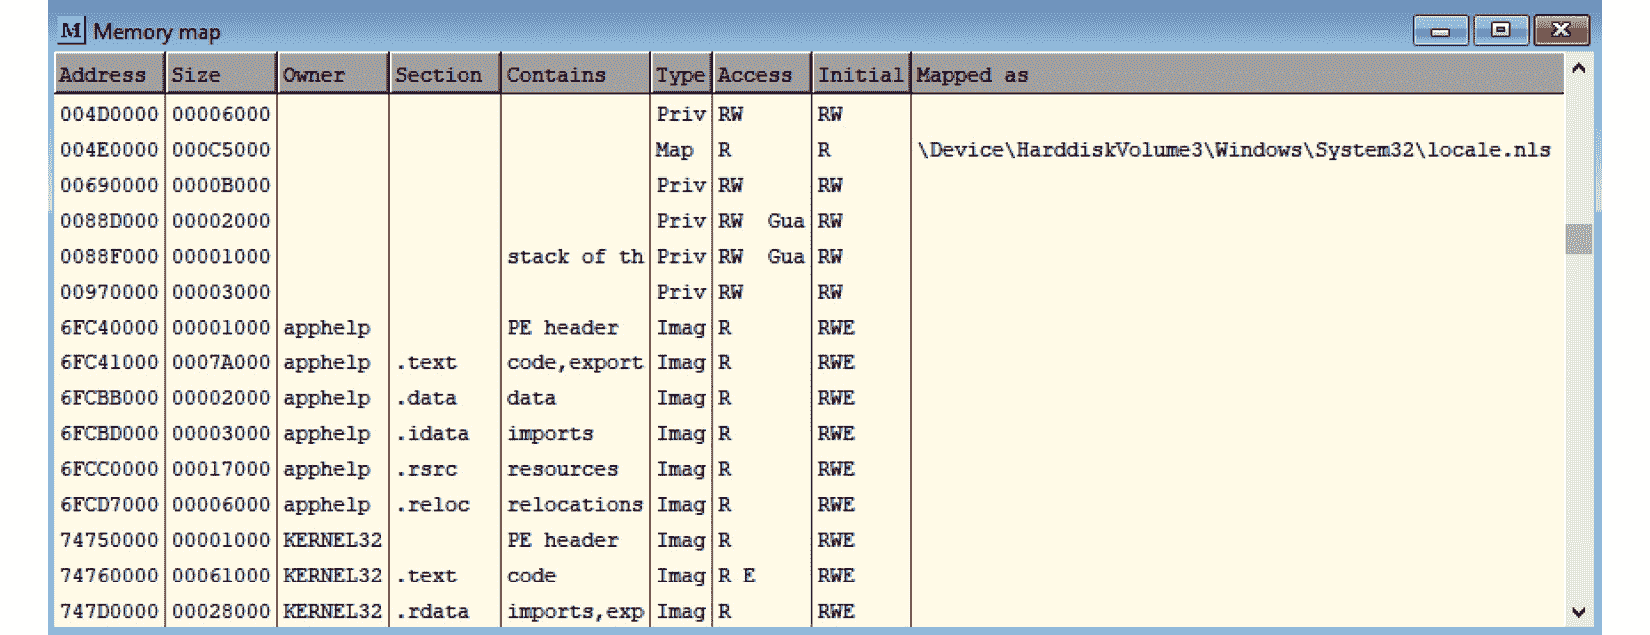 M Memory map
Address Size Owner Section Contains Type Access Initial Mapped as
004D0000 00006000 Priv RW RW
004E0000 000C5000 Map R R \Device\HarddiskVolume3\Windows\System32\locale.nls
00690000 0000B000 Priv RW RW
0088D000 00002000 Priv RW Gua RW
0088F000 00001000 stack of th Priv RW Gua RW
00970000 00003000 Priv RW RW
6FC40000 00001000 apphelp PE header Imag R RWE
6FC41000 0007A000 apphelp .text code,export Imag R RWE
6FCBB000 00002000 apphelp .data data Imag R RWE
6FCBD000 00003000 apphelp .idata imports Imag R RWE
6FCC0000 00017000 apphelp .rsrc resources Imag R RWE
6FCD7000 00006000 apphelp .reloc relocations Imag R RWE
74750000 00001000 KERNEL32 PE header Imag R RWE
74760000 00061000 KERNEL32 .text code Imag R E RWE
747D0000 00028000 KERNEL32 .rdata imports,exp Imag R RWE